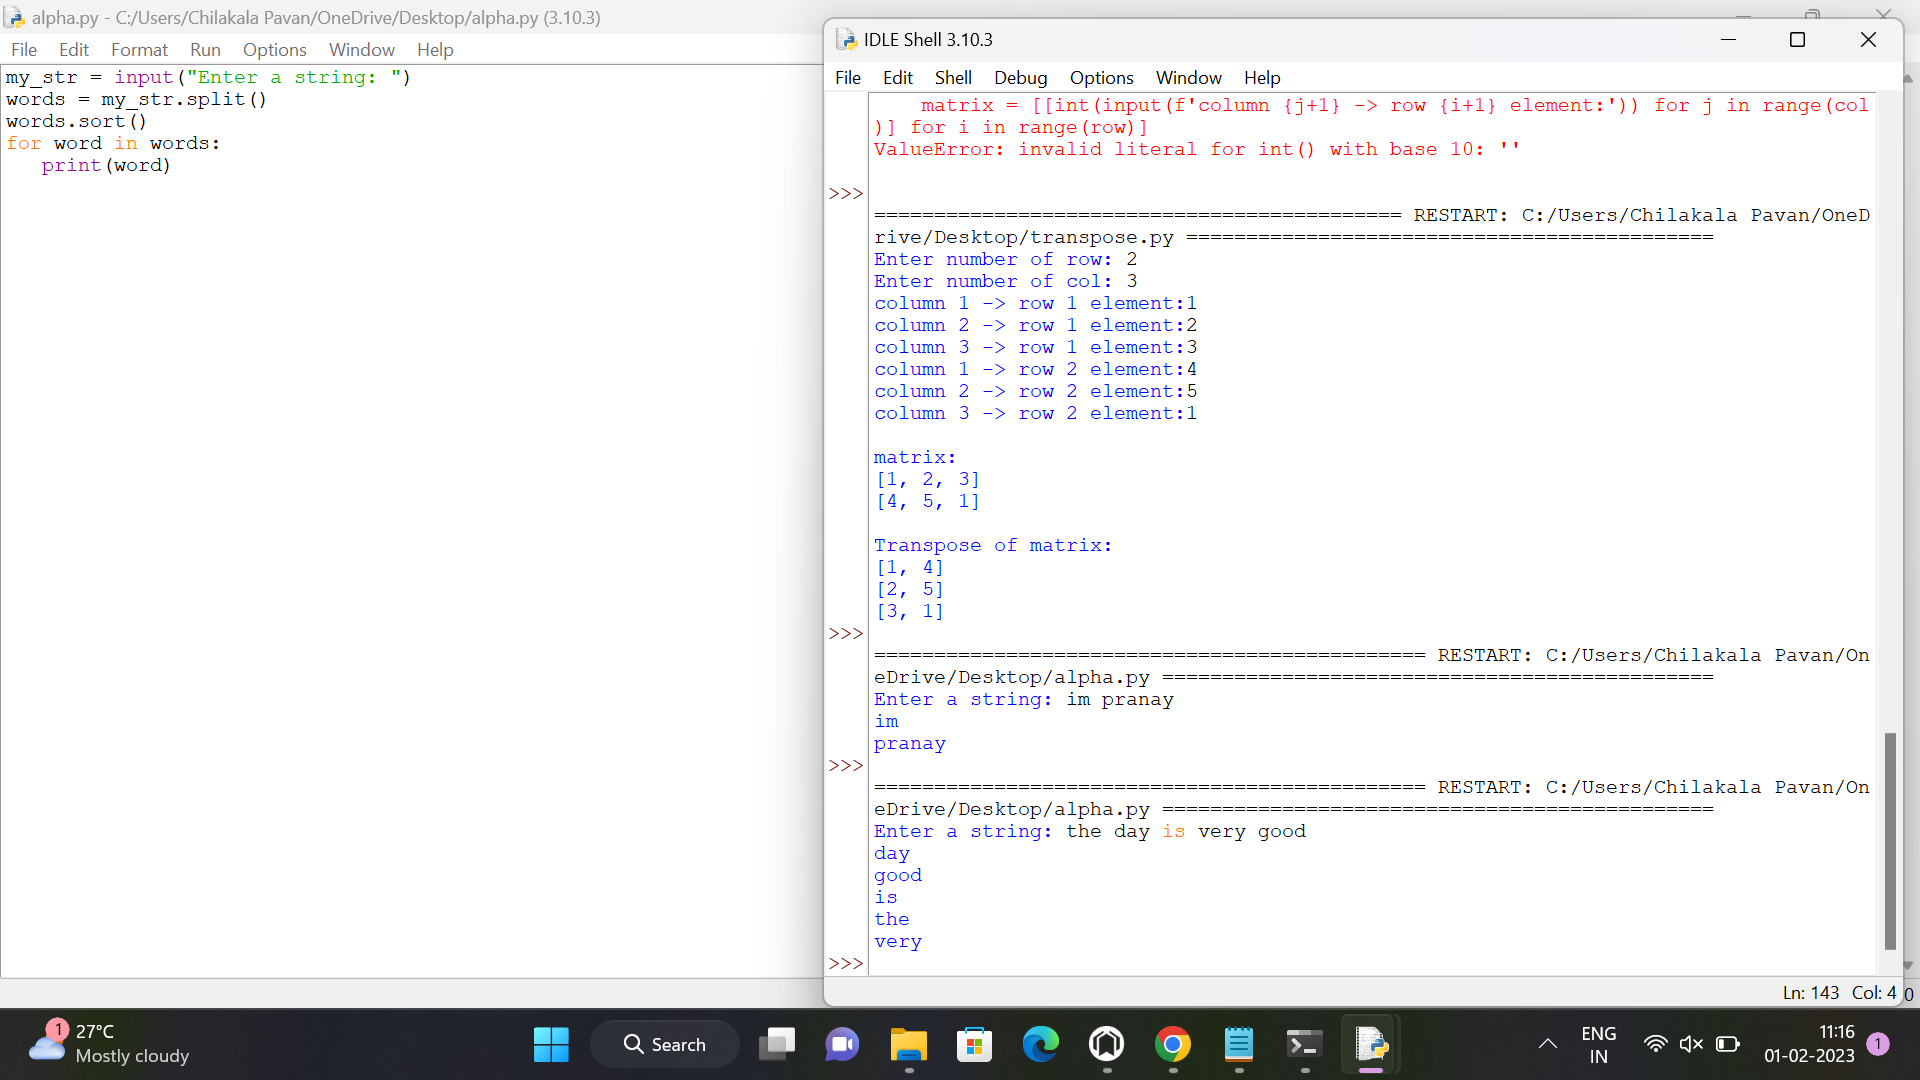 alpha.py - C:/Users/Chilakala Pavan/OneDrive/Desktop/alpha.py (3.10.3)
File Edit Format Run Options Window Help
my_str = input("Enter a string: ")
words = my_str.split()
words.sort()
for word in words:
   print(word)
IDLE Shell 3.10.3
File Edit Shell Debug Options Window Help
    matrix = [[int(input(f'column {j+1} -> row {i+1} element:')) for j in range(col
)] for i in range(row)]
ValueError: invalid literal for int() with base 10: ''
>>>
============================================ RESTART: C:/Users/Chilakala Pavan/OneD
rive/Desktop/transpose.py ============================================
Enter number of row: 2
Enter number of col: 3
column 1 -> row 1 element:1
column 2 -> row 1 element:2
column 3 -> row 1 element:3
column 1 -> row 2 element:4
column 2 -> row 2 element:5
column 3 -> row 2 element:1
matrix:
[1, 2, 3]
[4, 5, 1]
Transpose of matrix:
[1, 4]
[2, 5]
[3, 1]
>>>
============================================== RESTART: C:/Users/Chilakala Pavan/On
eDrive/Desktop/alpha.py ==============================================
Enter a string: im pranay
im
pranay
>>>
============================================== RESTART: C:/Users/Chilakala Pavan/On
eDrive/Desktop/alpha.py ==============================================
Enter a string: the day is very good
day
good
is
the
very
>>>
Ln: 143 Col: 4
0
1
27°C
Mostly cloudy
Search
ENG
IN
11:16
01-02-2023
1